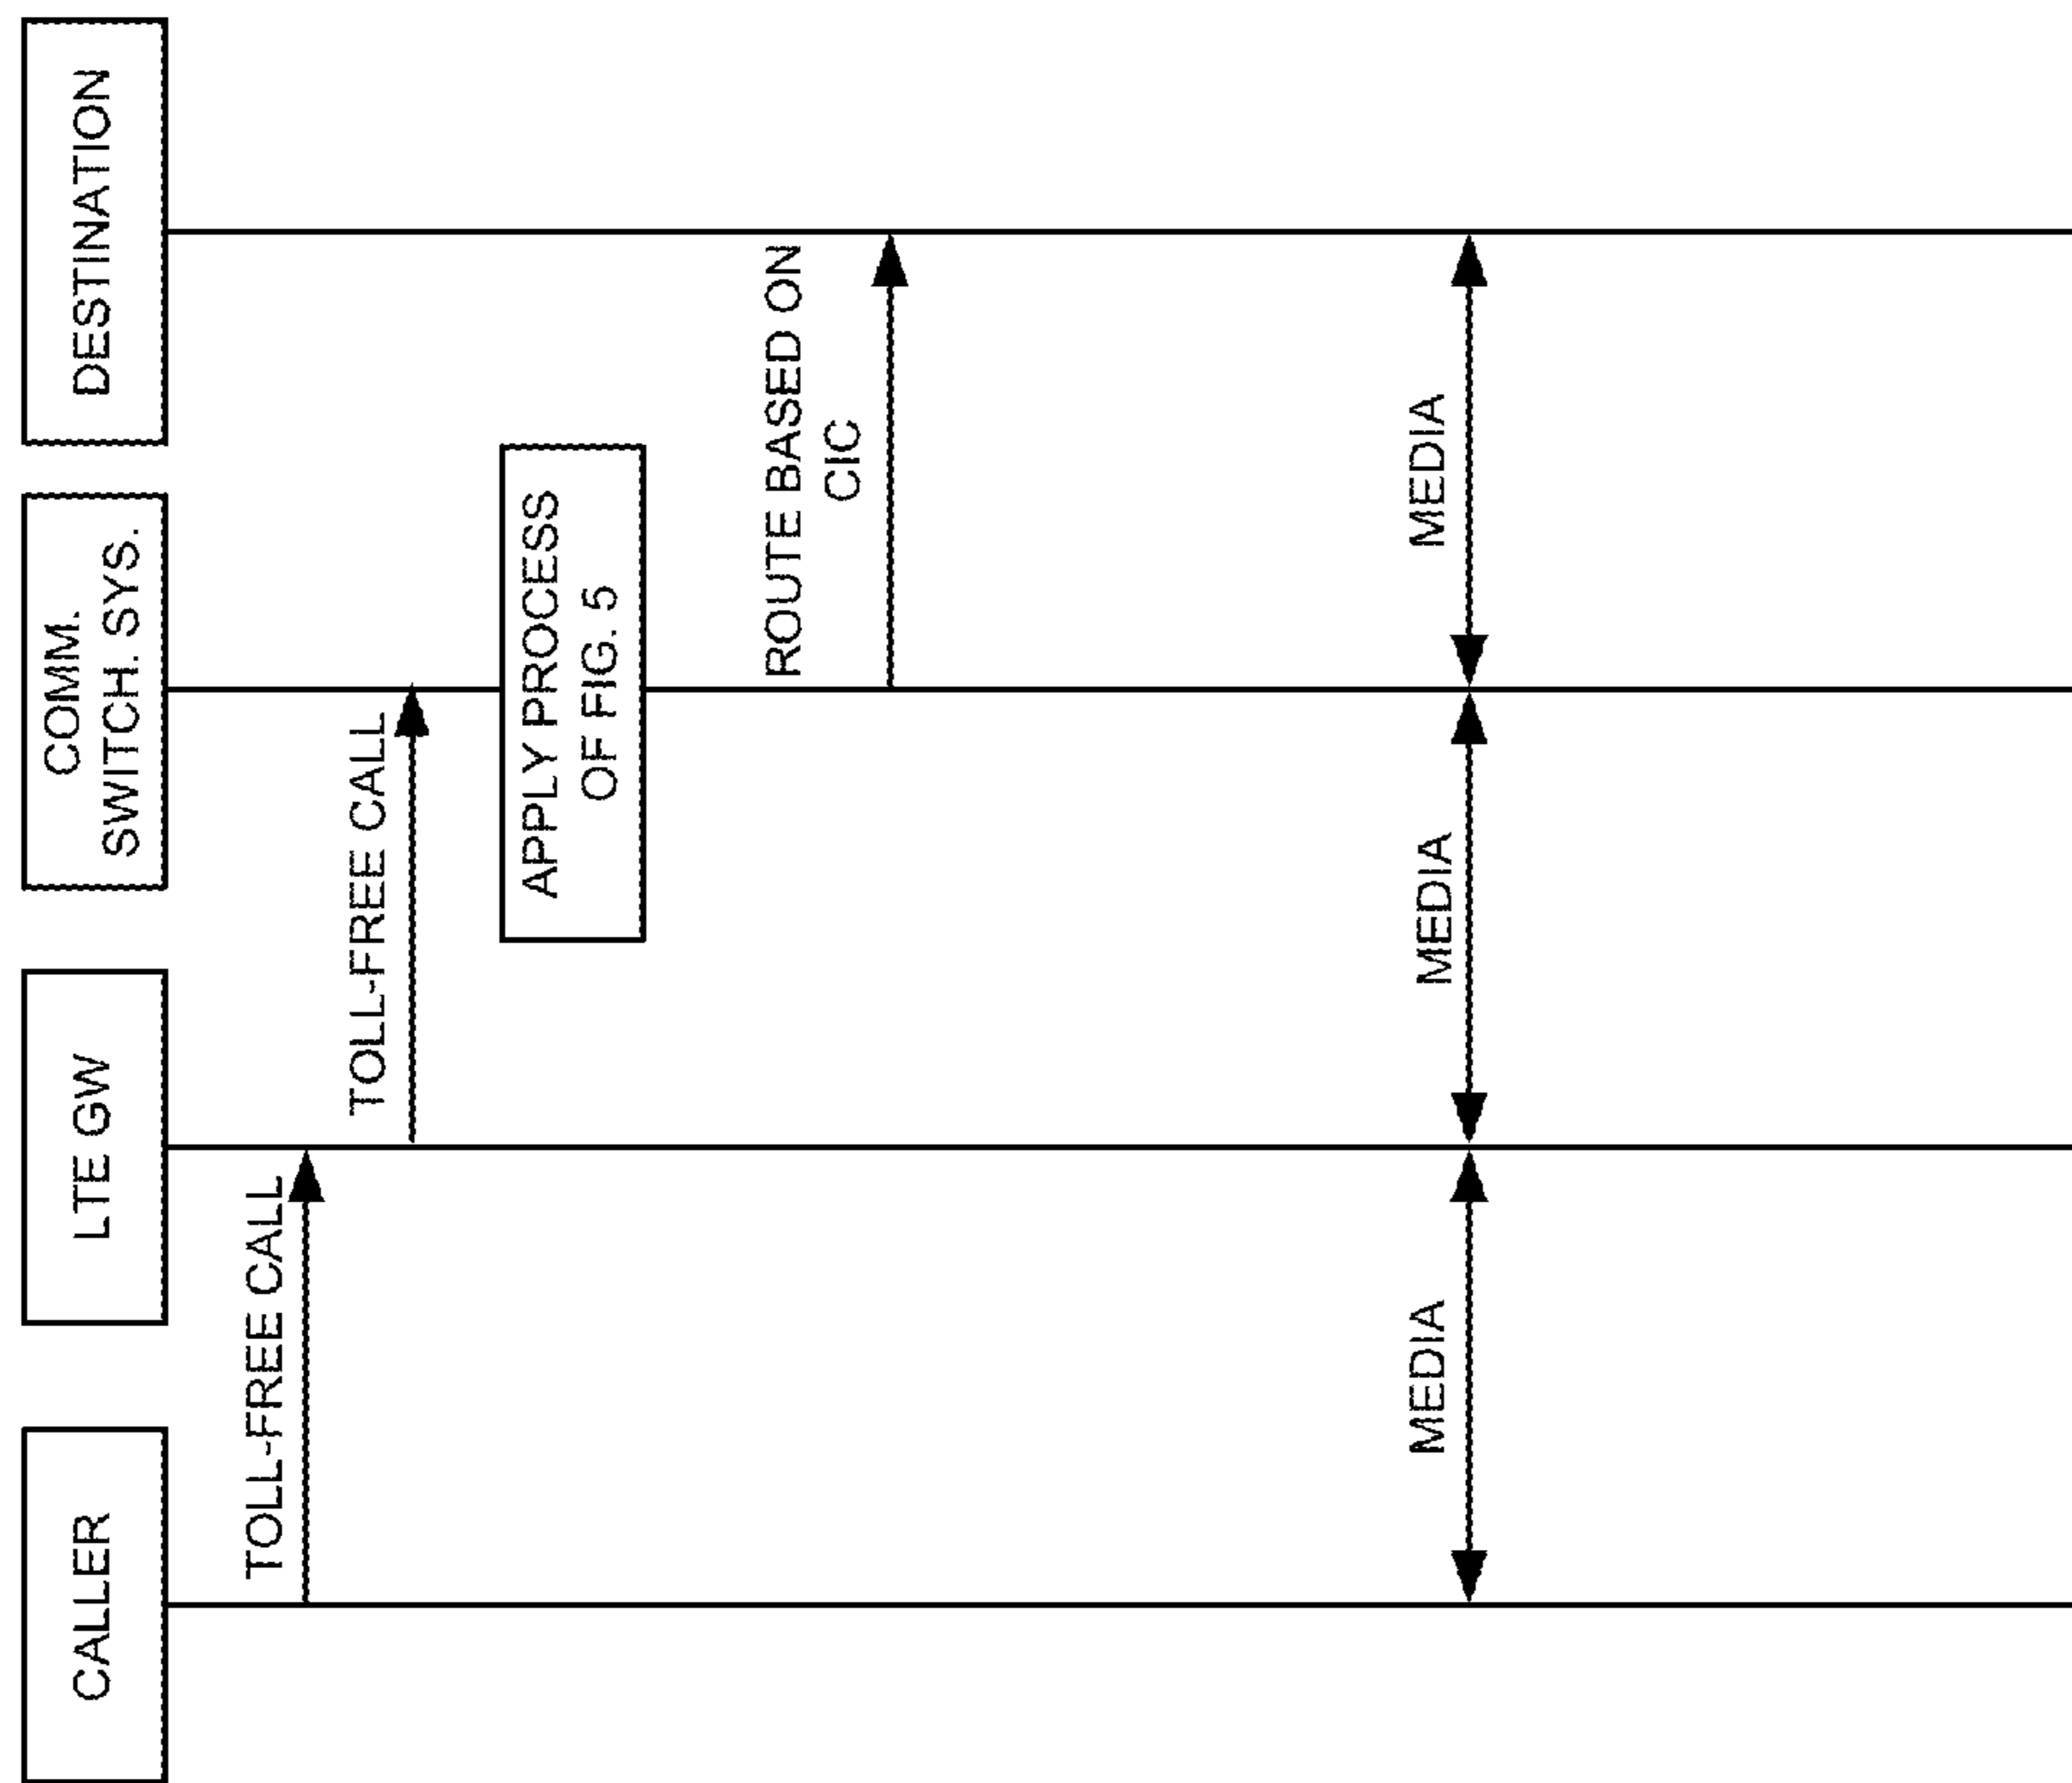 CALLER
LTE GW
COMM.
SWITCH. SYS.
DESTINATION
TOLL-FREE CALL
TOLL-FREE CALL
APPLY PROCESS
OF FIG. 5
ROUTE BASED ON
CIC
MEDIA
MEDIA
MEDIA